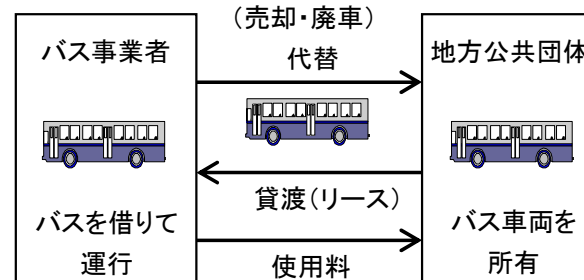 バス事業者
バスを借りて
運行
（売却・廃車）
代替
貸渡（リース）
使用料
地方公共団体
バス車両を
所有